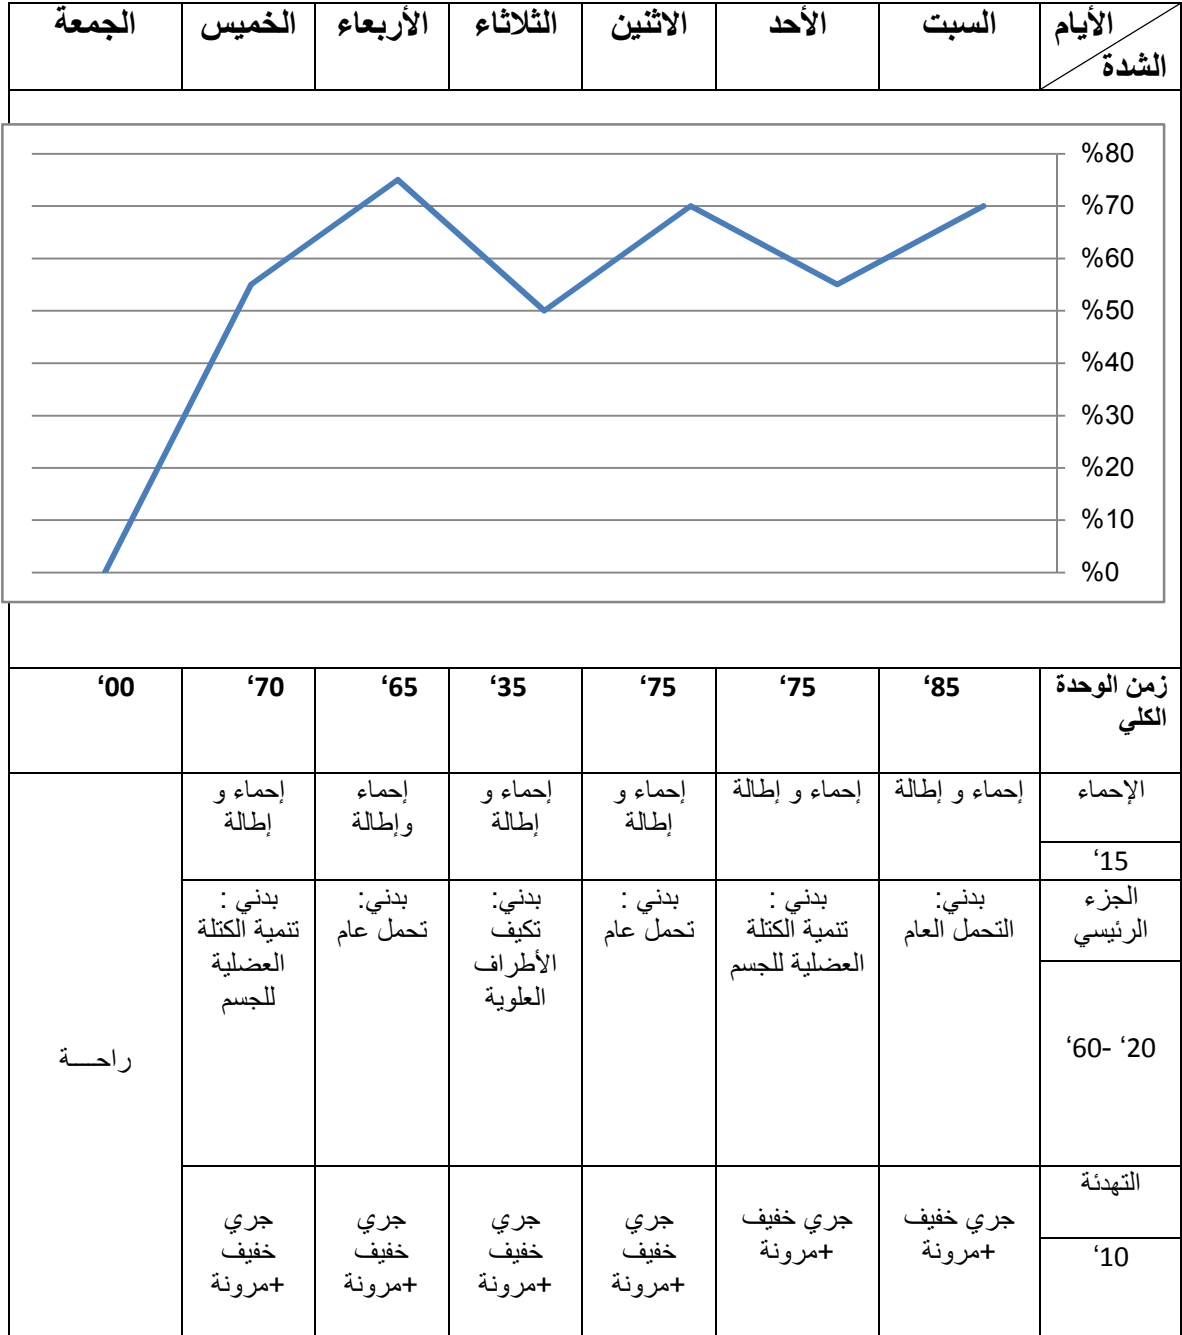 الأيام
الشدة
السبت
الأحد
الاثنين
الثلاثاء
الأربعاء
الخميس
الجمعة
%80
%70
%60
%50
%40
%30
%20
%10
%0
زمن الوحدة
الكلي
‘85
‘75
‘75
‘35
‘65
‘70
‘00
الإحماء
‘15
إحماء و إطالة
إحماء و إطالة
إحماء و
إطالة
إحماء و
إطالة
إحماء
وإطالة
إحماء و
إطالة
راحـــة
الجزء
الرئيسي
‘60- ‘20
بدني:
التحمل العام
بدني :
تنمية الكتلة
العضلية للجسم
بدني :
تحمل عام
بدني:
تكيف
الأطراف
العلوية
بدني:
تحمل عام
بدني :
تنمية الكتلة
العضلية
للجسم
التهدئة
‘10
جري خفيف
+مرونة
جري خفيف
+مرونة
جري
خفيف
+مرونة
جري
خفيف
+مرونة
جري
خفيف
+مرونة
جري
خفيف
+مرونة